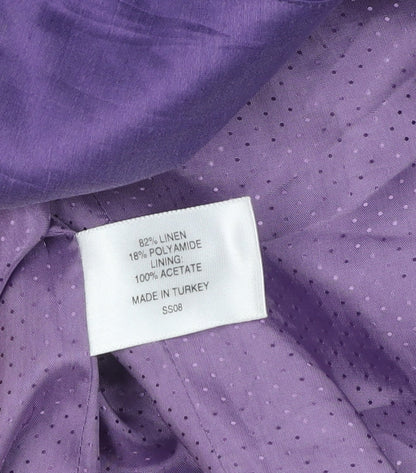 82% LINEN
18% POLYAMIDE
LINING:
100% ACETATE
MADE IN TURKEY
SS08